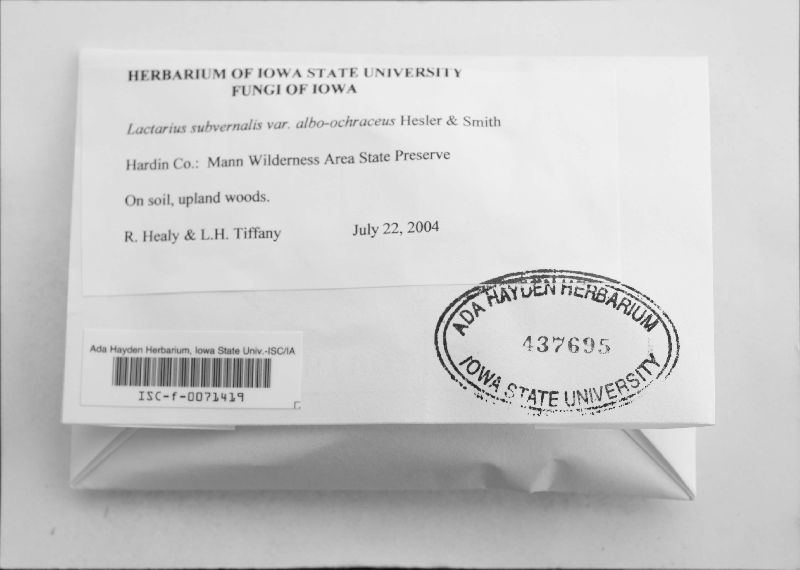 HERBARIUM OF IOWA STATE UNIVERSITY
FUNGI OF IOWA
Lactarius subvernalis var. albo-ochraceus Hesler & Smith
Hardin Co.: Mann Wilderness Area State Preserve
On soil, upland woods.
R. Healy & L.H. Tiffany July 22, 2004
ADA HAYDEN HERBARIUM
437695
IOWA STATE UNIVERSITY
Ada Hayden Herbarium, Iowa State Univ.-ISC/IA
ISC-f-0071419